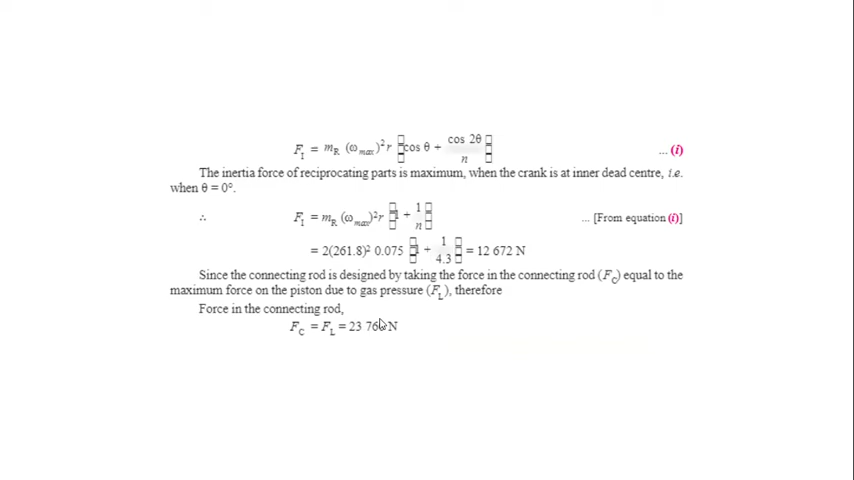 F_I = m_R (ω_max)² r [cos θ + cos 2θ / n] ... (i)
The inertia force of reciprocating parts is maximum, when the crank is at inner dead centre, i.e.
when θ = 0°.
∴ F_I = m_R (ω_max)² r [1 + 1 / n] ... [From equation (i)]
= 2(261.8)² 0.075 [1 + 1 / 4.3] = 12 672 N
Since the connecting rod is designed by taking the force in the connecting rod (F_C) equal to the
maximum force on the piston due to gas pressure (F_L), therefore
Force in the connecting rod,
F_C = F_L = 23 76 N